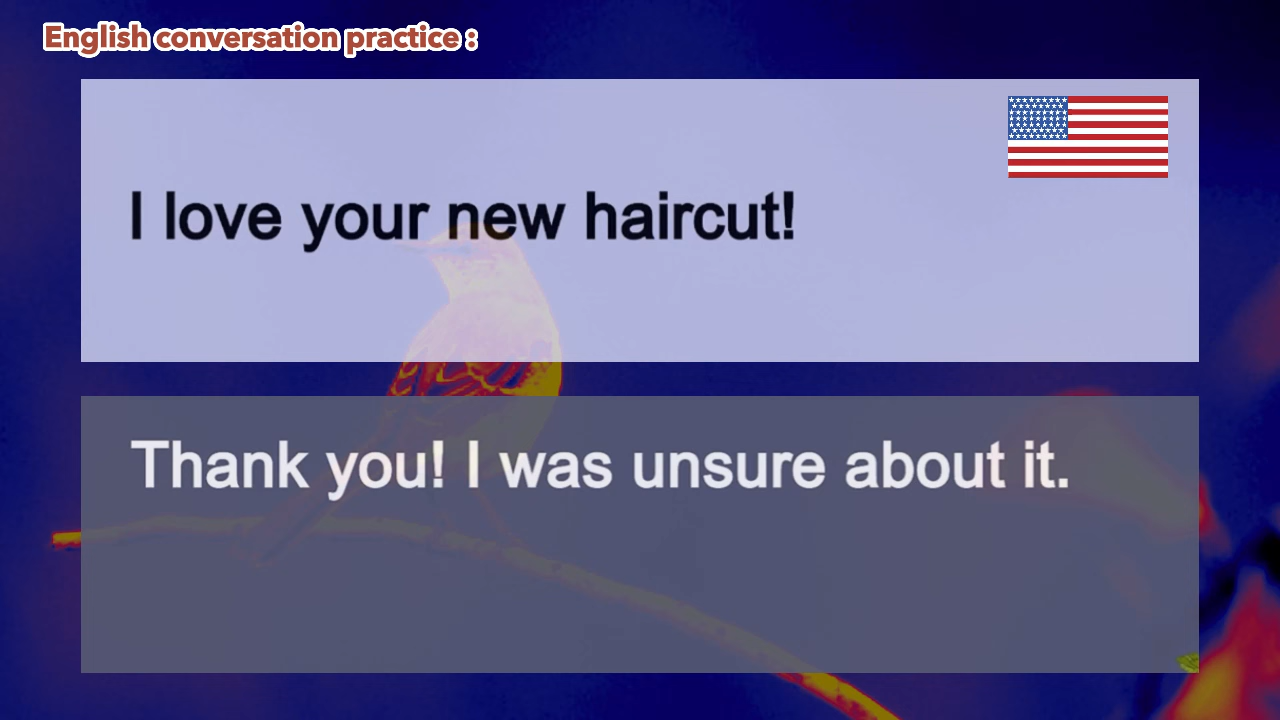 English conversation practice :
I love your new haircut!
Thank you! I was unsure about it.